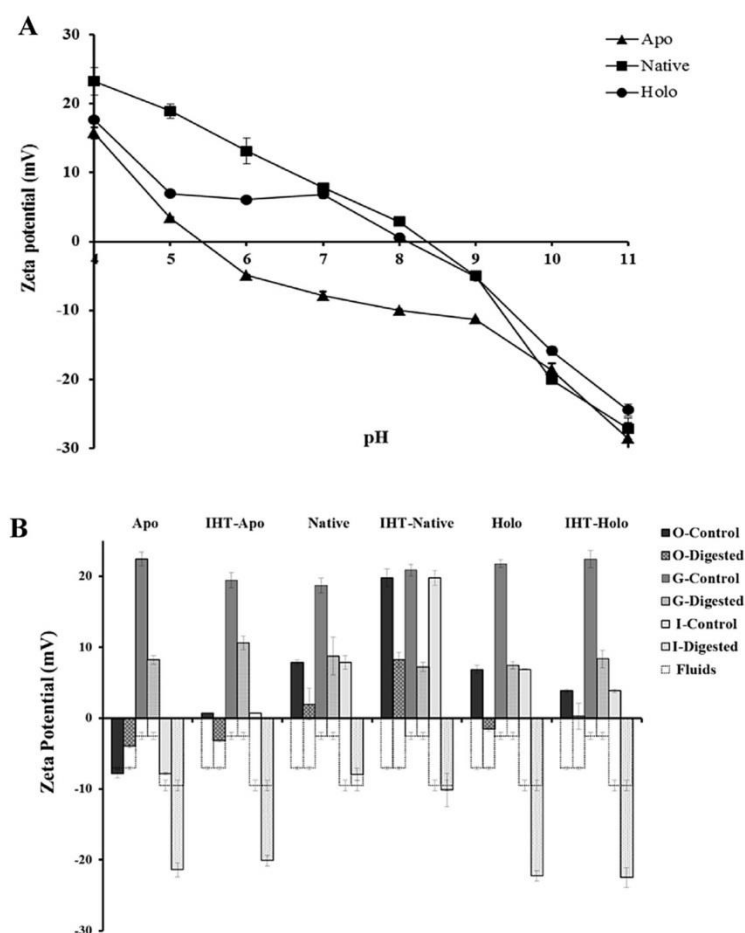 A
Zeta potential (mV)
30
20
10
0
-10
-20
-30
4 5 6 7 8 9 10 11
pH
Apo
Native
Holo
B
Apo IHT-Apo Native IHT-Native Holo IHT-Holo
Zeta Potential (mV)
20
10
0
-10
-20
-30
O-Control
O-Digested
G-Control
G-Digested
I-Control
I-Digested
Fluids